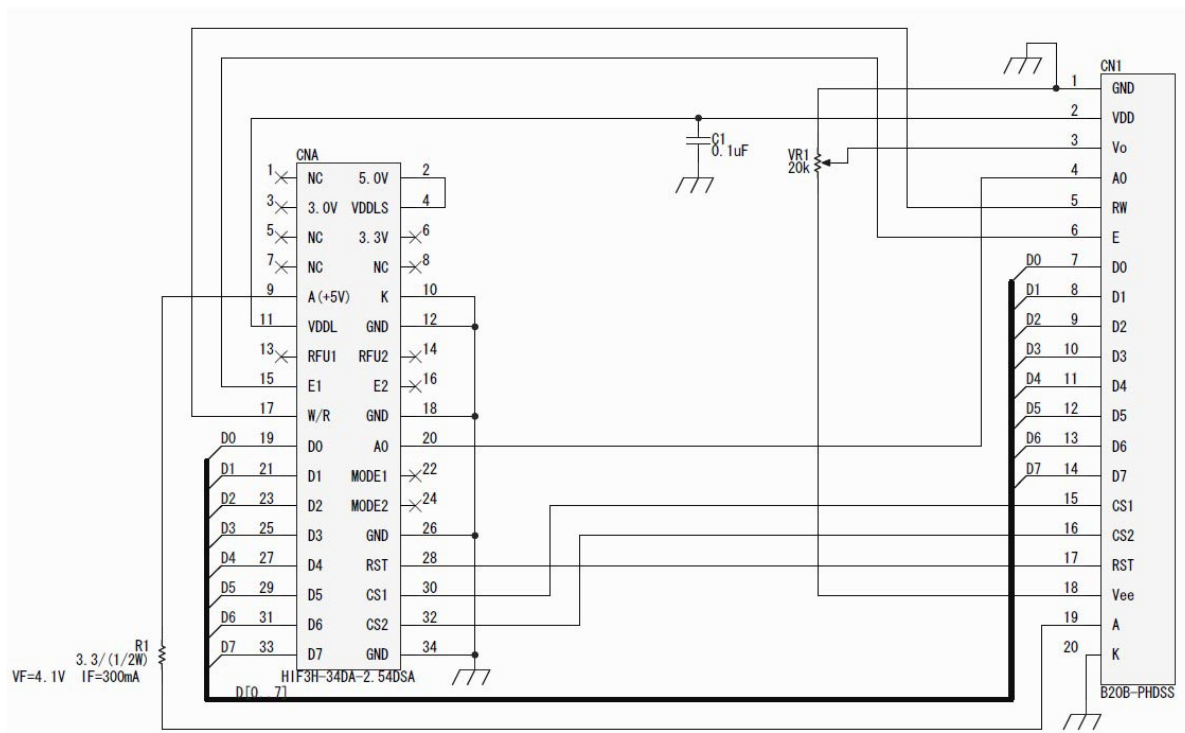 CN1
1 GND
2 VDD
3 Vo
4 A0
5 RW
6 E
D0 7 D0
D1 8 D1
D2 9 D2
D3 10 D3
D4 11 D4
D5 12 D5
D6 13 D6
D7 14 D7
15 CS1
16 CS2
17 RST
18 Vee
19 A
20 K
B20B-PHDSS
C1
0.1uF
VR1
20k
CNA
1 NC 5.0V 2
3 3.0V VDDLS 4
5 NC 3.3V 6
7 NC NC 8
9 A(+5V) K 10
11 VDDL GND 12
13 RFU1 RFU2 14
15 E1 E2 16
17 W/R GND 18
D0 19 D0 A0 20
D1 21 D1 MODE1 22
D2 23 D2 MODE2 24
D3 25 D3 GND 26
D4 27 D4 RST 28
D5 29 D5 CS1 30
D6 31 D6 CS2 32
D7 33 D7 GND 34
HIF3H-34DA-2.54DSA
R1
3.3/(1/2W)
VF=4.1V IF=300mA
D[0..7]